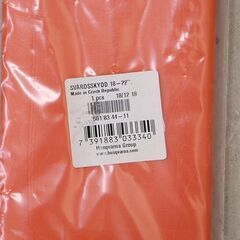 SVÄRDSSKYDD 18-22"
Made in Czech Republic
1 pcs 18/12 18
501 83 44-11
7 391883 033340
Husqvarna Group
www.husqvarna.com